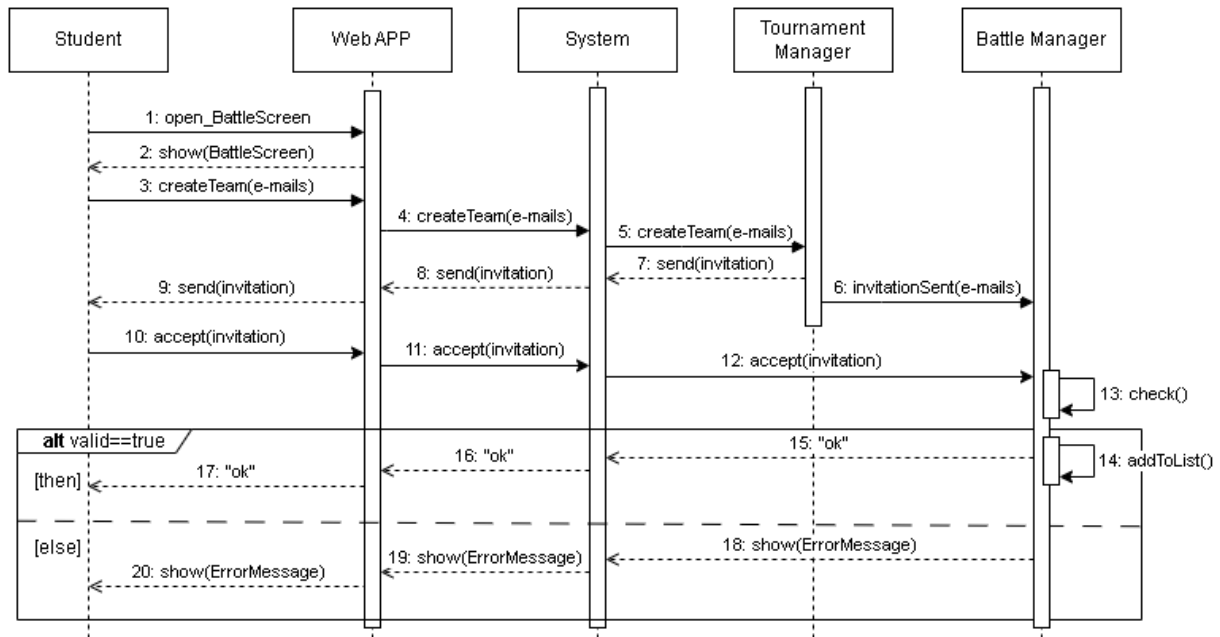 Student
Web APP
System
Tournament
Manager
Battle Manager
1: open_BattleScreen
2: show(BattleScreen)
3: createTeam(e-mails)
4: createTeam(e-mails)
5: createTeam(e-mails)
7: send(invitation)
8: send(invitation)
9: send(invitation)
6: invitationSent(e-mails)
10: accept(invitation)
11: accept(invitation)
12: accept(invitation)
13: check()
alt valid==true
15: "ok"
16: "ok"
14: addToList()
17: "ok"
[then]
[else]
18: show(ErrorMessage)
19: show(ErrorMessage)
20: show(ErrorMessage)